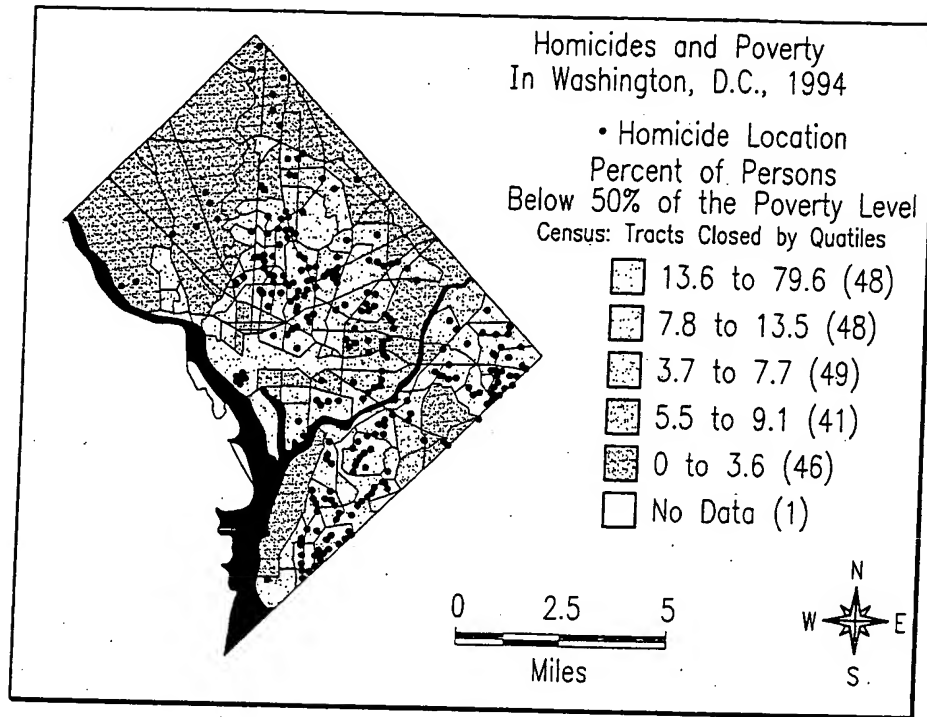 Homicides and Poverty
In Washington, D.C., 1994
• Homicide Location
Percent of Persons
Below 50% of the Poverty Level
Census: Tracts Closed by Quatiles
13.6 to 79.6 (48)
7.8 to 13.5 (48)
3.7 to 7.7 (49)
5.5 to 9.1 (41)
0 to 3.6 (46)
No Data (1)
0 2.5 5
Miles
N
W E
S